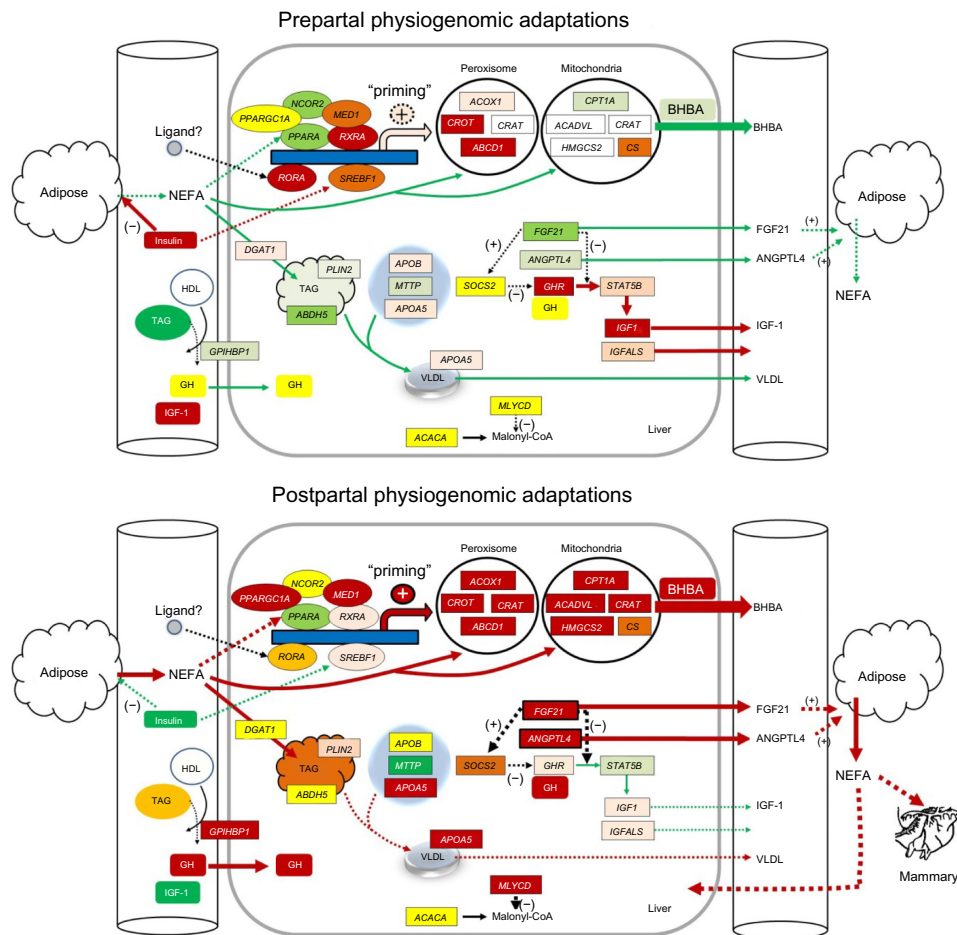 Prepartal physiogenomic adaptations
Peroxisome
Mitochondria
"priming"
NCOR2
PPARGC1A
MED1
Ligand?
PPARA
RXRA
+
ACOX1
CROT
CRAT
ABCD1
CPT1A
ACADVL
CRAT
HMGCS2
CS
BHBA
BHBA
Adipose
NEFA
RORA
SREBF1
Adipose
(−)
Insulin
DGAT1
PLIN2
TAG
ABDH5
APOB
MTTP
APOA5
FGF21
(+)
(−)
ANGPTL4
SOCS2
(−)
GHR
STAT5B
GH
IGF1
IGFALS
FGF21
(+)
ANGPTL4
(+)
NEFA
IGF-1
HDL
TAG
GPIHBP1
GH
GH
IGF-1
APOA5
VLDL
VLDL
MLYCD
(−)
ACACA
Malonyl-CoA
Liver
Postpartal physiogenomic adaptations
Peroxisome
Mitochondria
"priming"
NCOR2
PPARGC1A
MED1
Ligand?
PPARA
RXRA
+
ACOX1
CROT
CRAT
ABCD1
CPT1A
ACADVL
CRAT
HMGCS2
CS
BHBA
BHBA
Adipose
NEFA
RORA
SREBF1
Adipose
(−)
Insulin
DGAT1
PLIN2
TAG
ABDH5
APOB
MTTP
APOA5
FGF21
(+)
(−)
ANGPTL4
SOCS2
(−)
GHR
STAT5B
GH
IGF1
IGFALS
FGF21
(+)
ANGPTL4
(+)
NEFA
IGF-1
HDL
TAG
GPIHBP1
GH
GH
IGF-1
APOA5
VLDL
VLDL
Mammary
MLYCD
(−)
ACACA
Malonyl-CoA
Liver